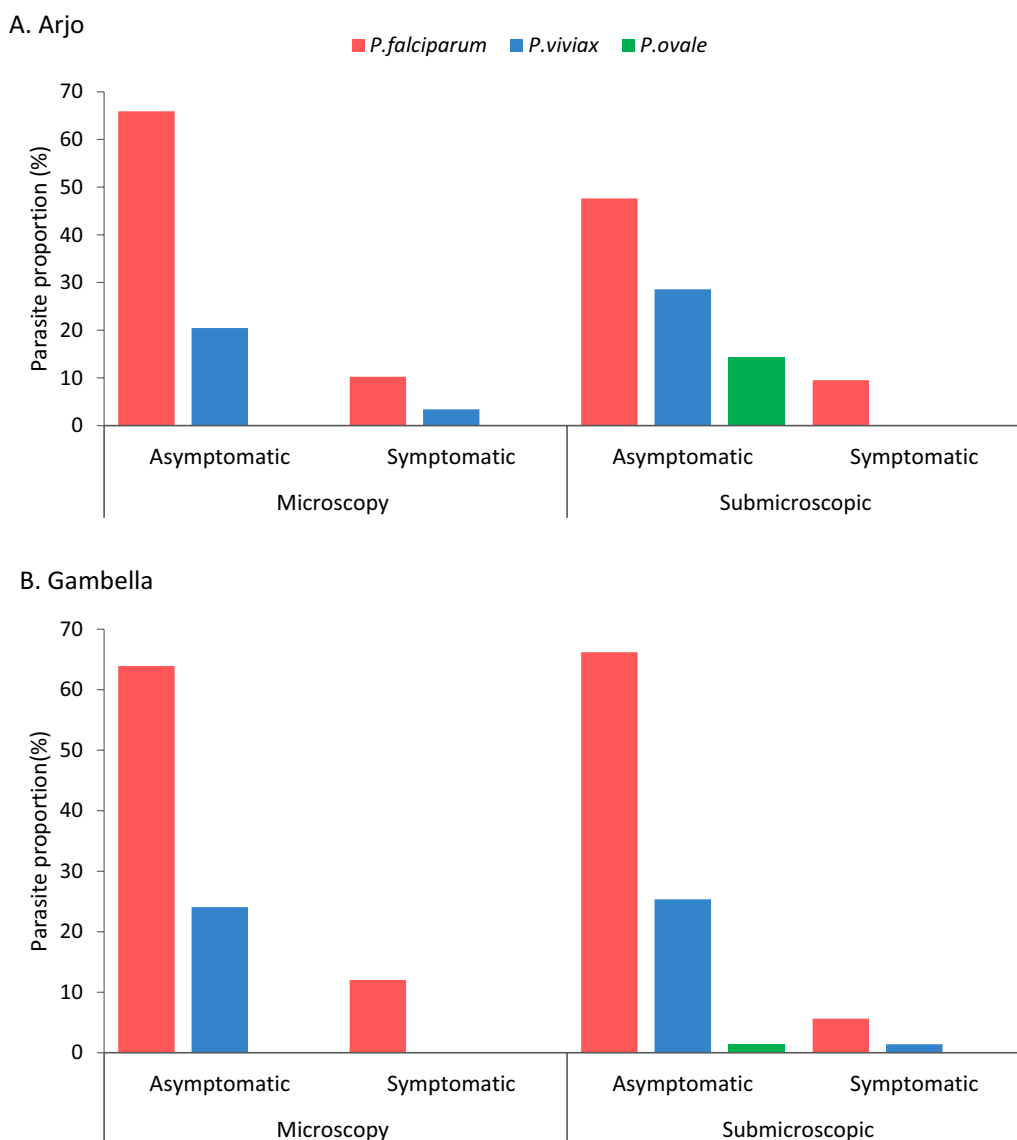 A. Arjo
P.falciparum P.viviax P.ovale
Parasite proportion (%)
70
60
50
40
30
20
10
0
Asymptomatic Symptomatic Asymptomatic Symptomatic
Microscopy Submicroscopic
B. Gambella
Parasite proportion(%)
70
60
50
40
30
20
10
0
Asymptomatic Symptomatic Asymptomatic Symptomatic
Microscopy Submicroscopic